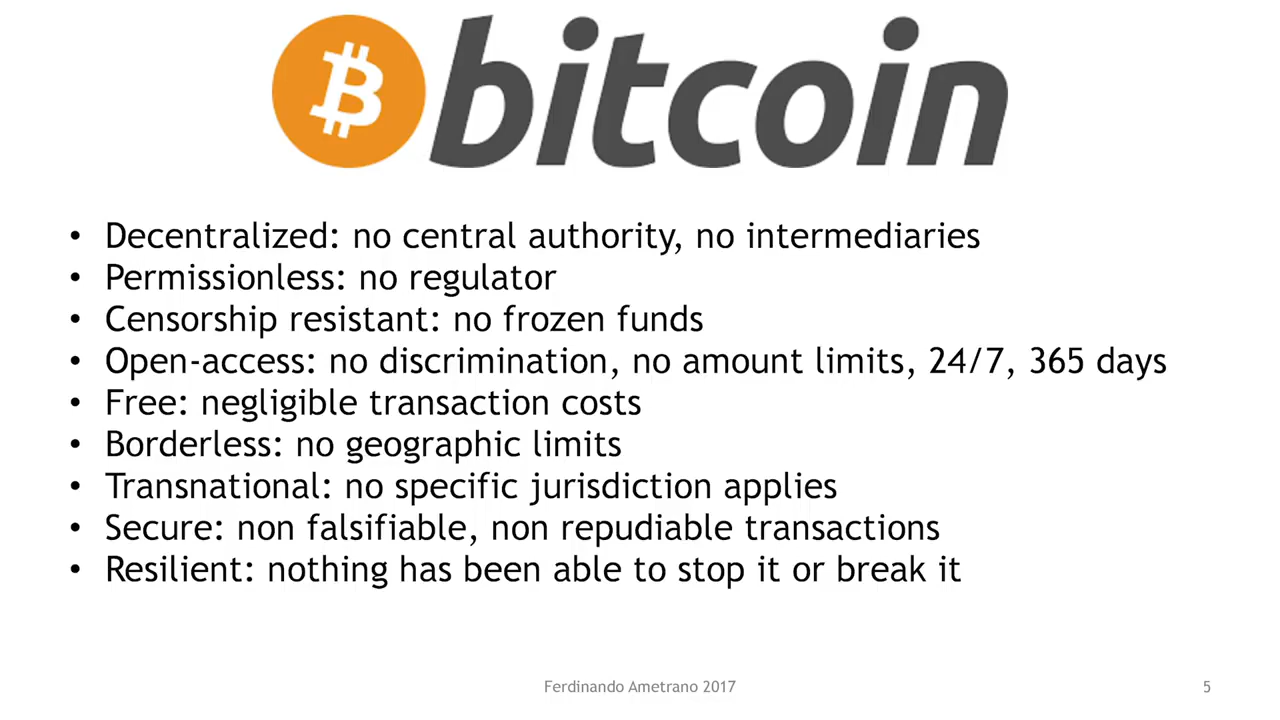 bitcoin
• Decentralized: no central authority, no intermediaries
• Permissionless: no regulator
• Censorship resistant: no frozen funds
• Open-access: no discrimination, no amount limits, 24/7, 365 days
• Free: negligible transaction costs
• Borderless: no geographic limits
• Transnational: no specific jurisdiction applies
• Secure: non falsifiable, non repudiable transactions
• Resilient: nothing has been able to stop it or break it
Ferdinando Ametrano 2017
5